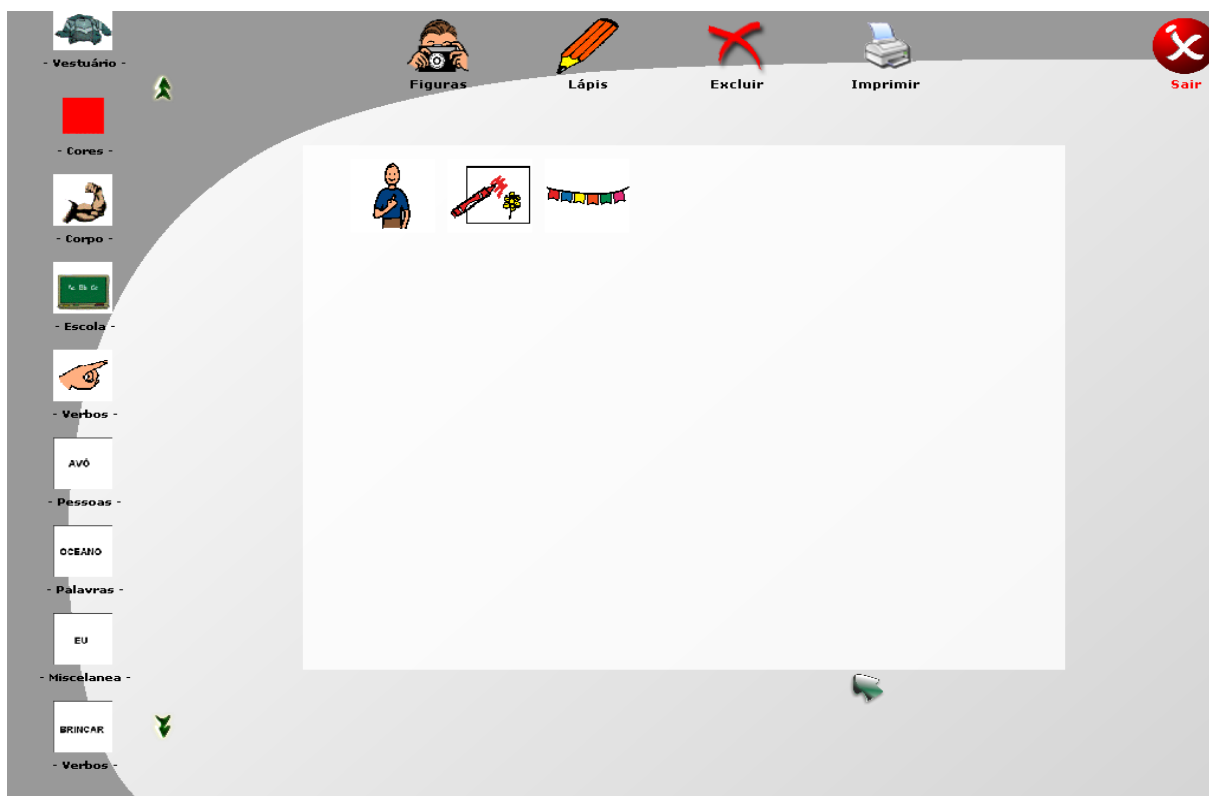 Figuras
Lápis
Excluir
Imprimir
Sair
- Vestuário -
- Cores -
- Corpo -
- Escola -
- Verbos -
AVÓ
- Pessoas -
OCEANO
- Palavras -
EU
- Miscelanea -
BRINCAR
- Verbos -